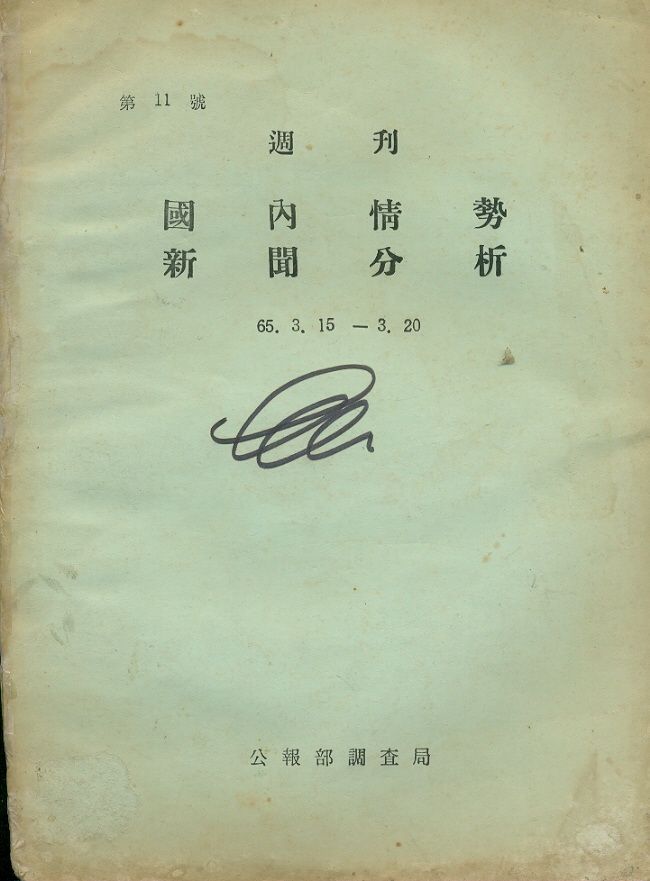 第 11 號
週 刊
國 內 情 勢
新 聞 分 析
65. 3. 15 — 3. 20
公報部調査局